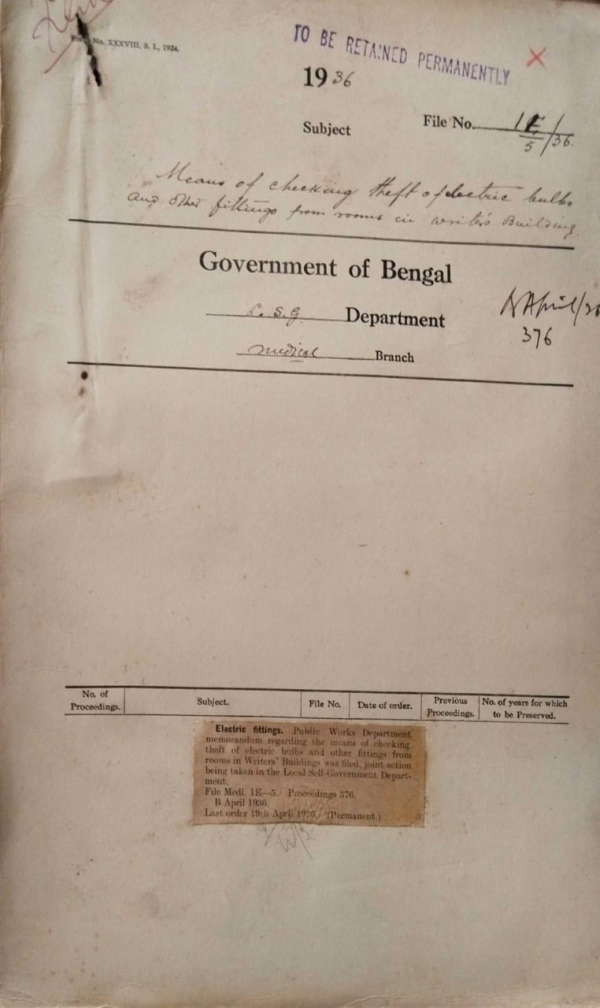 No. XXXVIII, S. I., 1934.
TO BE RETAINED PERMANENTLY
1936
Subject
File No. 1E/5/36.
Means of checking theft of electric bulbs
and other fittings from rooms in writer's Building.
Government of Bengal
L. S. G Department
B April/36
376
medical Branch
No. of Proceedings. Subject. File No. Date of order. Previous Proceedings. No. of years for which to be Preserved.
Electric fittings. Public Works Department
memorandum regarding the means of checking
theft of electric bulbs and other fittings from
rooms in Writers' Buildings was filed, joint action
being taken in the Local Self-Government Depart-
ment.
File Medl. 1E—5. Proceedings 376.
B April 1936.
Last order 19th April 1936. (Permanent.)